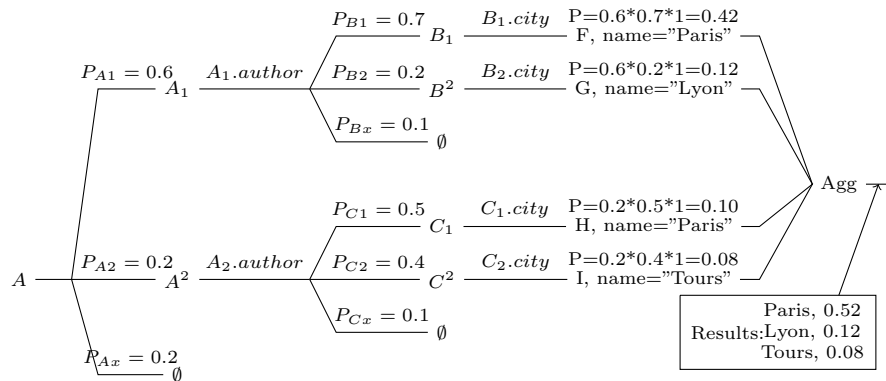 P_{B1} = 0.7 B_1.city P=0.6*0.7*1=0.42
B_1 F, name="Paris"
P_{A1} = 0.6 A_1.author P_{B2} = 0.2 B_2.city P=0.6*0.2*1=0.12
A_1 B^2 G, name="Lyon"
P_{Bx} = 0.1
∅
Agg
P_{C1} = 0.5 C_1.city P=0.2*0.5*1=0.10
C_1 H, name="Paris"
P_{A2} = 0.2 A_2.author P_{C2} = 0.4 C_2.city P=0.2*0.4*1=0.08
A A^2 C^2 I, name="Tours"
P_{Cx} = 0.1
∅
P_{Ax} = 0.2
∅
Paris, 0.52
Results:Lyon, 0.12
Tours, 0.08